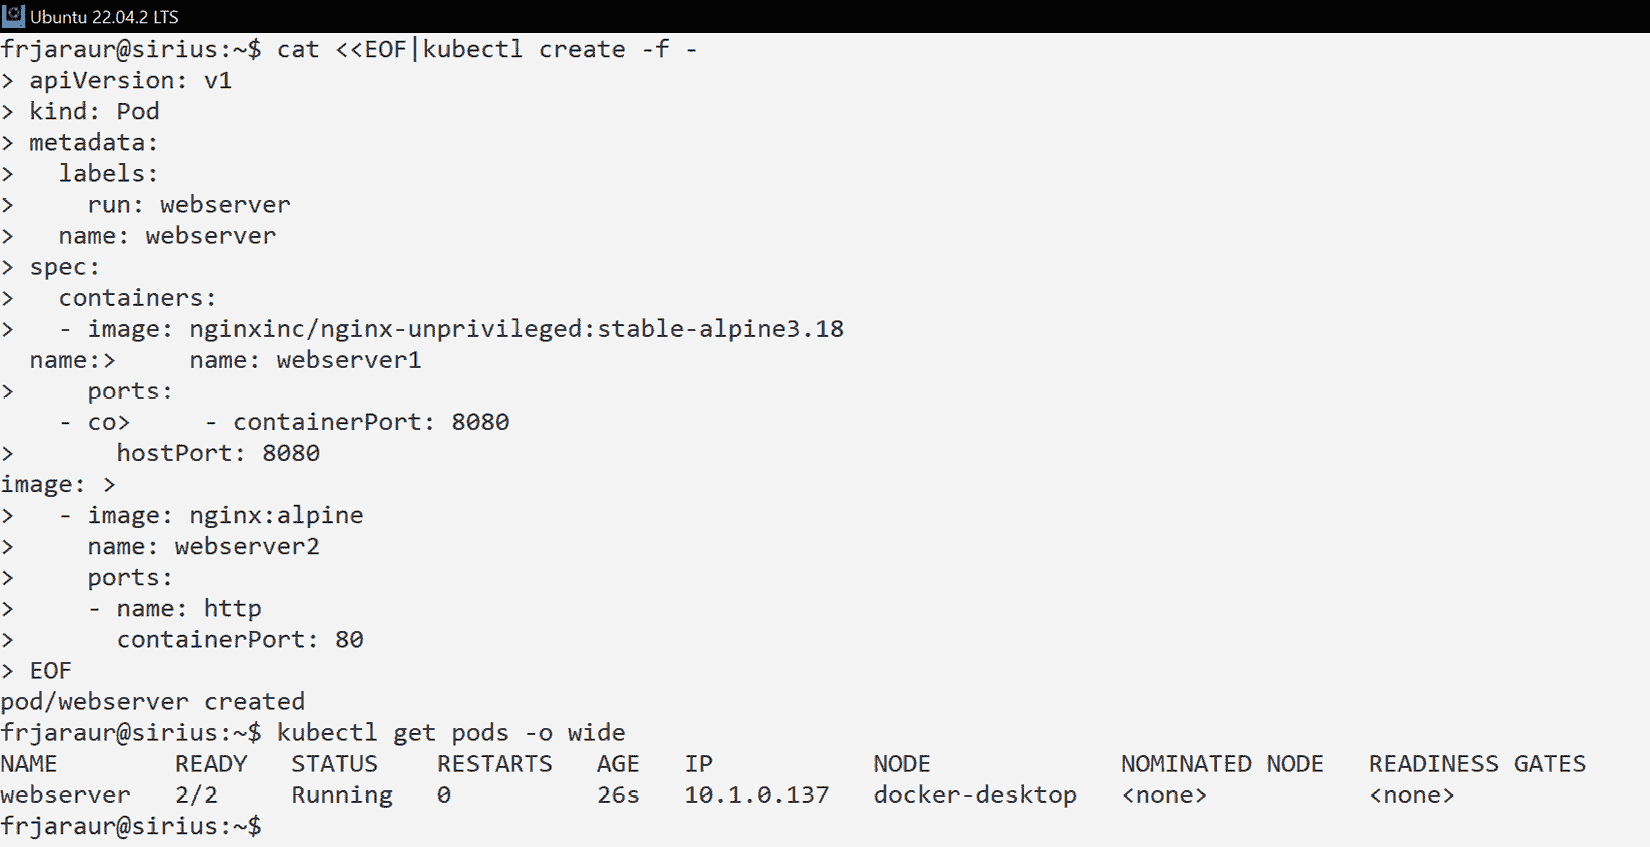 Ubuntu 22.04.2 LTS
frjaraur@sirius:~$ cat <<EOF|kubectl create -f -
> apiVersion: v1
> kind: Pod
> metadata:
>   labels:
>     run: webserver
>   name: webserver
> spec:
>   containers:
>   - image: nginxinc/nginx-unprivileged:stable-alpine3.18
  name:>     name: webserver1
>     ports:
    - co>     - containerPort: 8080
>       hostPort: 8080
image: >
>   - image: nginx:alpine
>     name: webserver2
>     ports:
>     - name: http
>       containerPort: 80
> EOF
pod/webserver created
frjaraur@sirius:~$ kubectl get pods -o wide
NAME        READY   STATUS    RESTARTS   AGE   IP           NODE             NOMINATED NODE   READINESS GATES
webserver   2/2     Running   0          26s   10.1.0.137   docker-desktop   <none>           <none>
frjaraur@sirius:~$